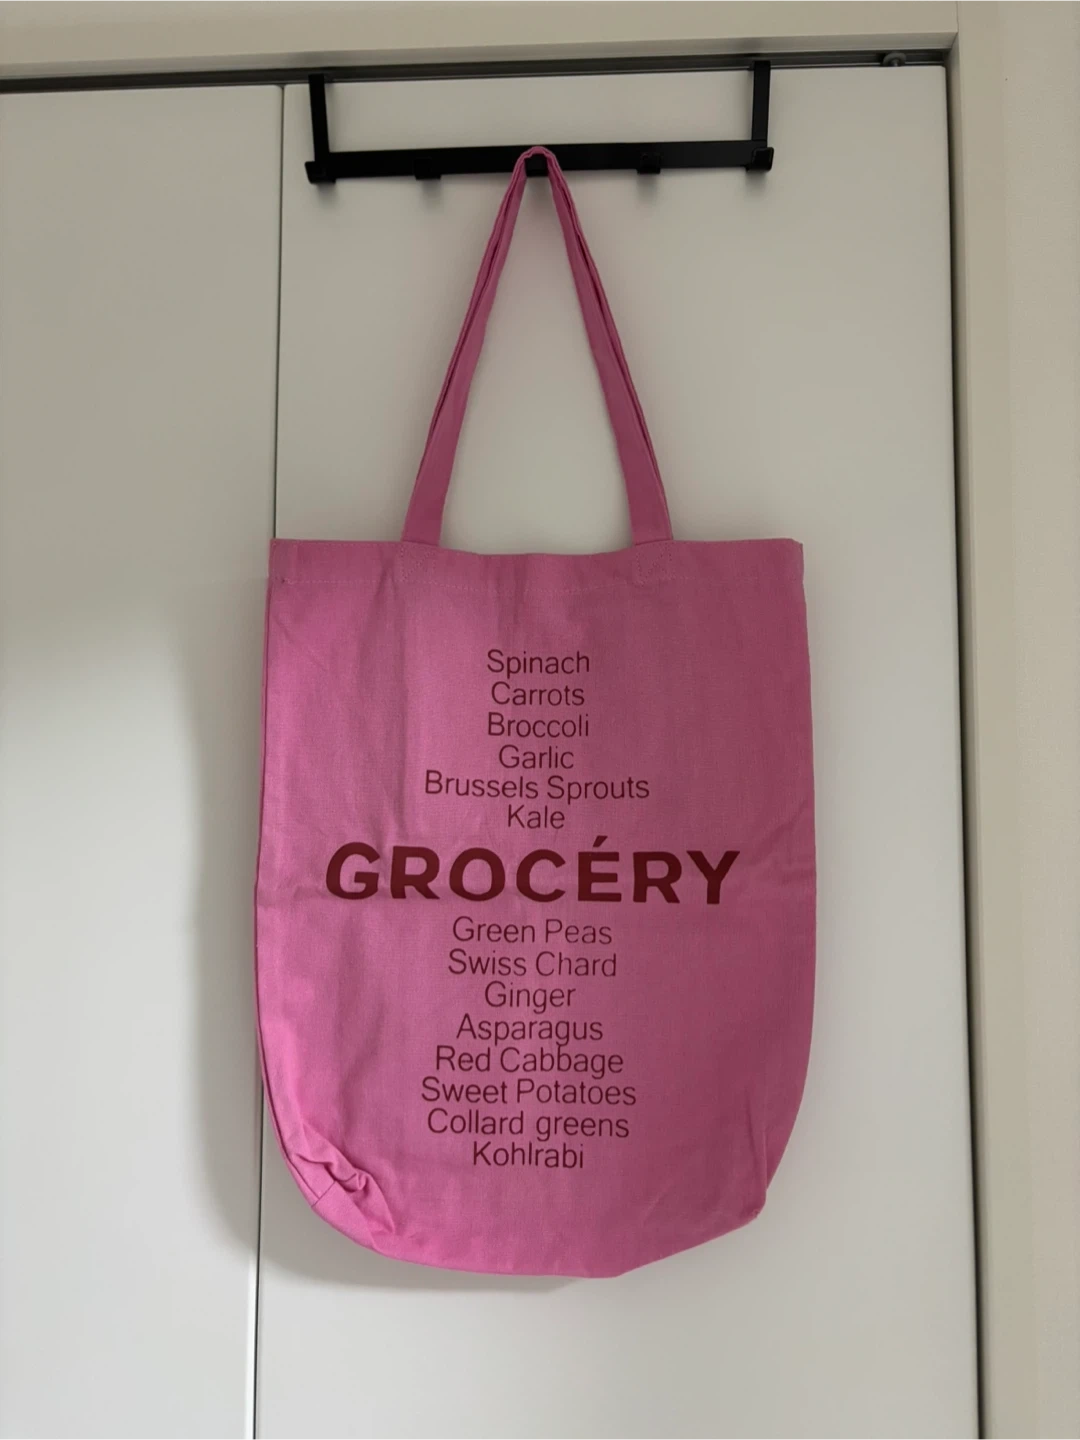 Spinach
Carrots
Broccoli
Garlic
Brussels Sprouts
Kale
GROCÉRY
Green Peas
Swiss Chard
Ginger
Asparagus
Red Cabbage
Sweet Potatoes
Collard greens
Kohlrabi